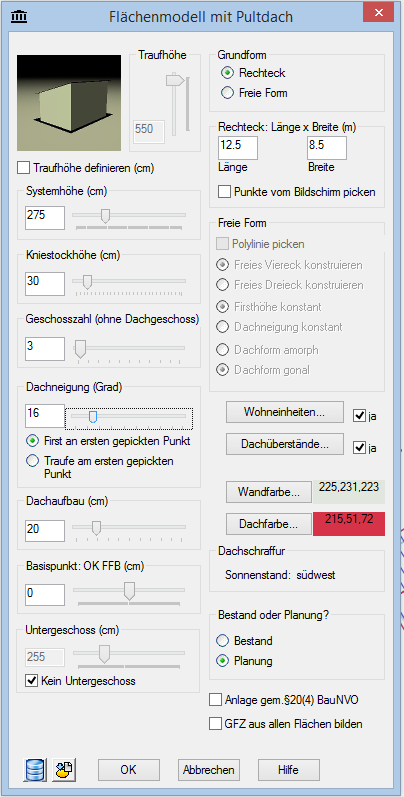 Flächenmodell mit Pultdach
Traufhöhe
550
Traufhöhe definieren (cm)
Systemhöhe (cm)
275
Kniestockhöhe (cm)
30
Geschosszahl (ohne Dachgeschoss)
3
Dachneigung (Grad)
16
First an ersten gepickten Punkt
Traufe am ersten gepickten
Punkt
Dachaufbau (cm)
20
Basispunkt: OK FFB (cm)
0
Untergeschoss (cm)
255
Kein Untergeschoss
Grundform
Rechteck
Freie Form
Rechteck: Länge x Breite (m)
12.5 8.5
Länge Breite
Punkte vom Bildschirm picken
Freie Form
Polylinie picken
Freies Viereck konstruieren
Freies Dreieck konstruieren
Firsthöhe konstant
Dachneigung konstant
Dachform amorph
Dachform gonal
Wohneinheiten... ja
Dachüberstände... ja
Wandfarbe... 225,231,223
Dachfarbe... 215,51,72
Dachschraffur
Sonnenstand: südwest
Bestand oder Planung?
Bestand
Planung
Anlage gem.§20(4) BauNVO
GFZ aus allen Flächen bilden
OK Abbrechen Hilfe